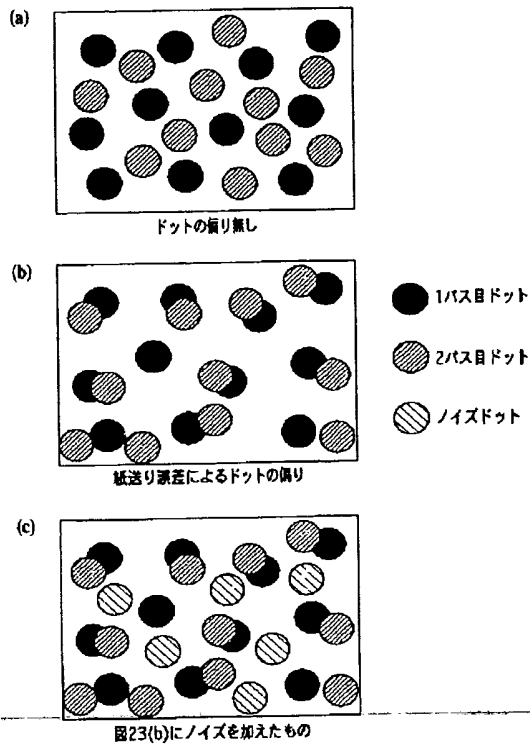 (a)
ドットの偏り無し
(b)
1パス目ドット
2パス目ドット
ノイズドット
紙送り誤差によるドットの偏り
(c)
図23(b)にノイズを加えたもの